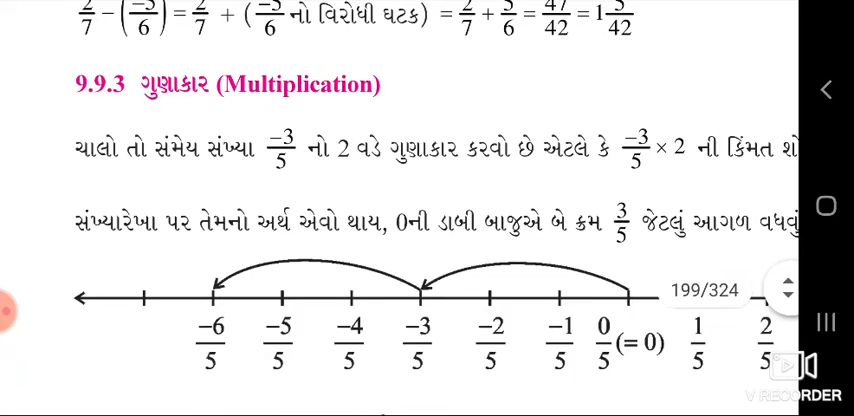 2/7 − (−5/6) = 2/7 + (−5/6 નો વિરોધી ઘટક) = 2/7 + 5/6 = 47/42 = 1 5/42
9.9.3 ગુણાકાર (Multiplication)
ચાલો તો સંમેય સંખ્યા −3/5 નો 2 વડે ગુણાકાર કરવો છે એટલે કે −3/5 × 2 ની કિંમત શો
સંખ્યારેખા પર તેમનો અર્થ એવો થાય, 0ની ડાબી બાજુએ બે ક્રમ 3/5 જેટલું આગળ વધવું
199/324
−6/5 −5/5 −4/5 −3/5 −2/5 −1/5 0/5 (= 0) 1/5 2/5
V RECORDER